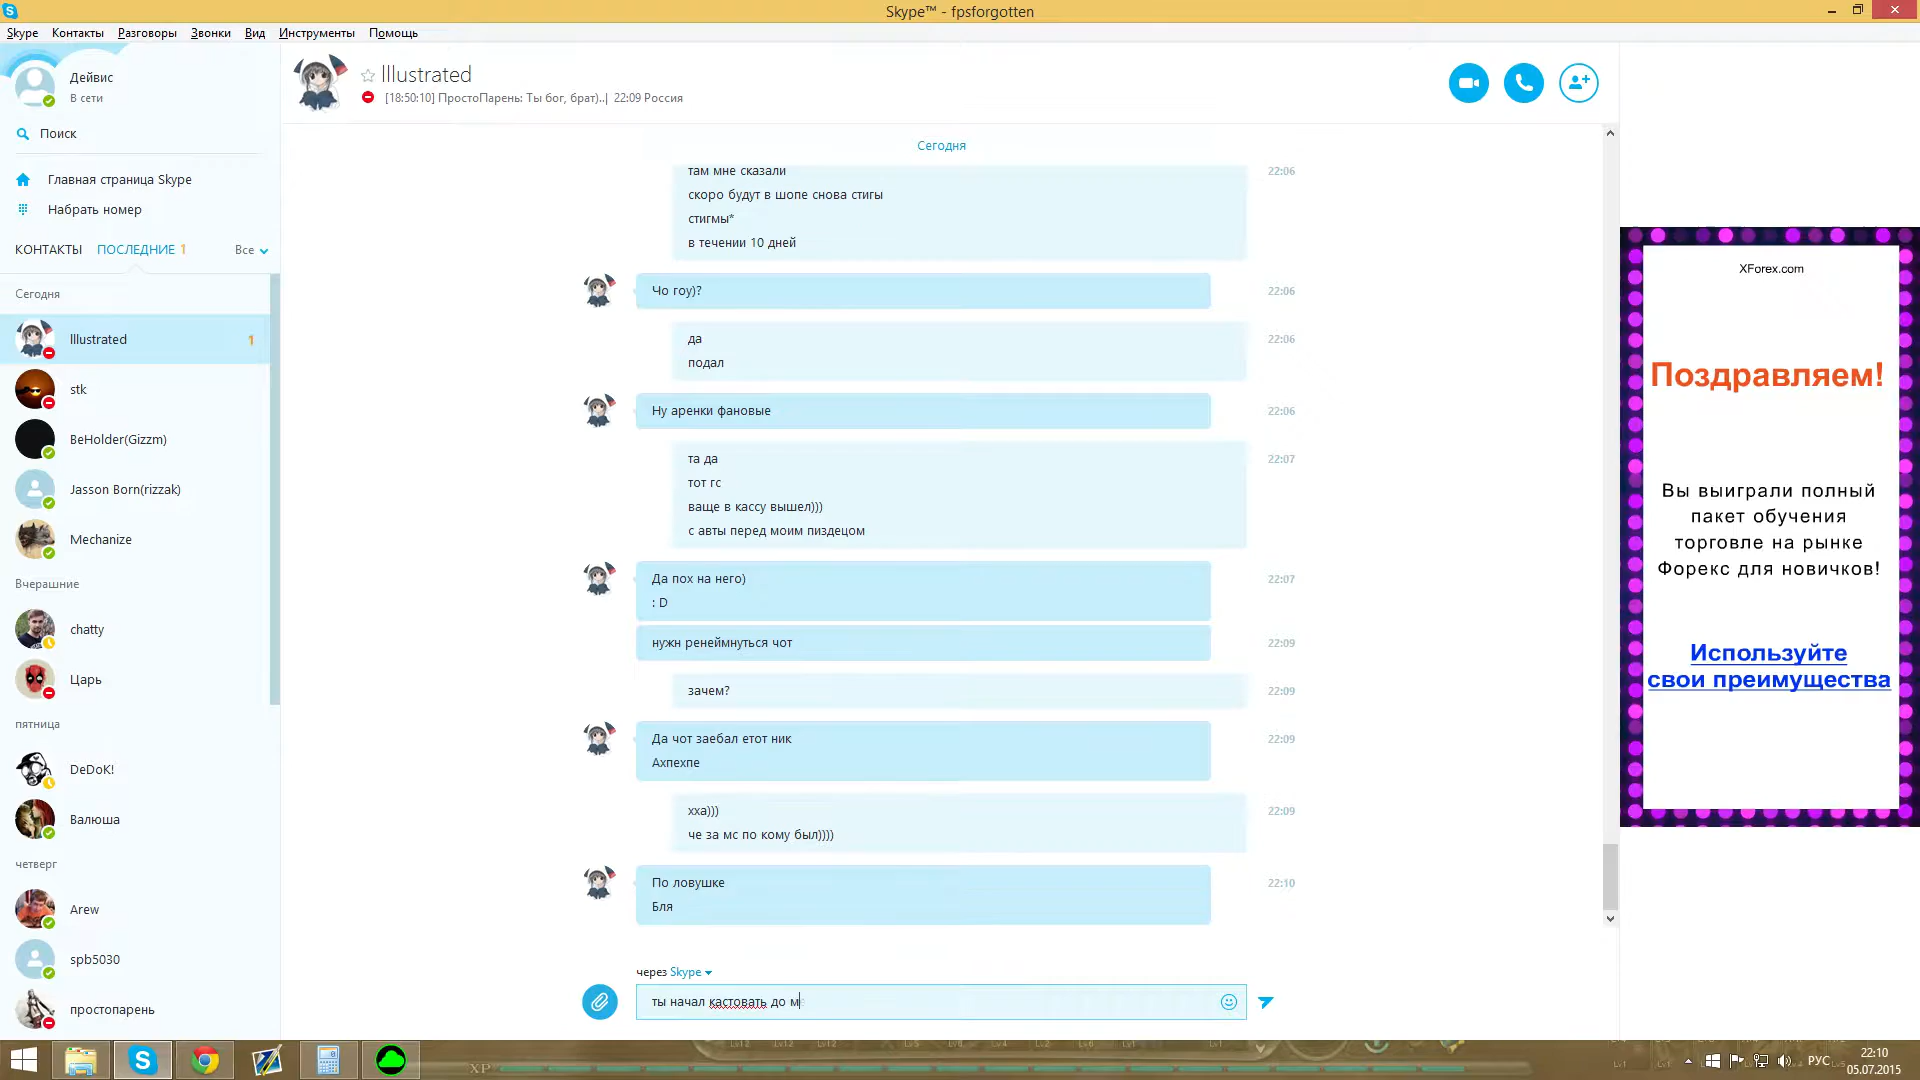 Skype™ - fpsforgotten
Skype Контакты Разговоры Звонки Вид Инструменты Помощь
Дейвис
В сети
Поиск
Главная страница Skype
Набрать номер
КОНТАКТЫ ПОСЛЕДНИЕ 1 Все
Сегодня
lllustrated 1
stk
BeHolder(Gizzm)
Jasson Born(rizzak)
Mechanize
Вчерашние
chatty
Царь
пятница
DeDoK!
Валюша
четверг
Arew
spb5030
простопарень
lllustrated
[18:50:10] ПростоПарень: Ты бог, брат)..| 22:09 Россия
Сегодня
там мне сказали 22:06
скоро будут в шопе снова стигы
стигмы*
в течении 10 дней
Чо гоу)? 22:06
да 22:06
подал
Ну аренки фановые 22:06
та да 22:07
тот гс
ваще в кассу вышел)))
с авты перед моим пиздецом
Да пох на него) 22:07
: D
нужн ренеймнуться чот 22:09
зачем? 22:09
Да чот заебал етот ник 22:09
Ахпехпе
хха))) 22:09
че за мс по кому был))))
По ловушке 22:10
Бля
через Skype
ты начал кастовать до м
XForex.com
Поздравляем!
Вы выиграли полный
пакет обучения
торговле на рынке
Форекс для новичков!
Используйте
свои преимущества
XP
РУС
22:10
05.07.2015